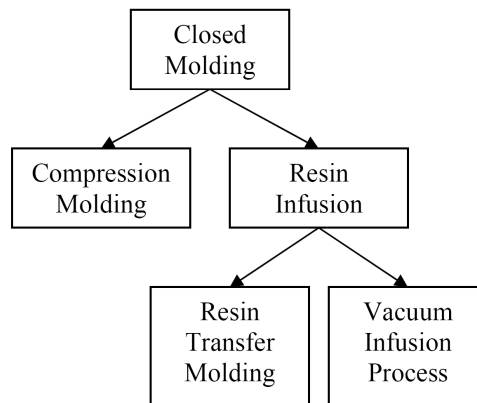 Closed
Molding
Compression
Molding
Resin
Infusion
Resin
Transfer
Molding
Vacuum
Infusion
Process